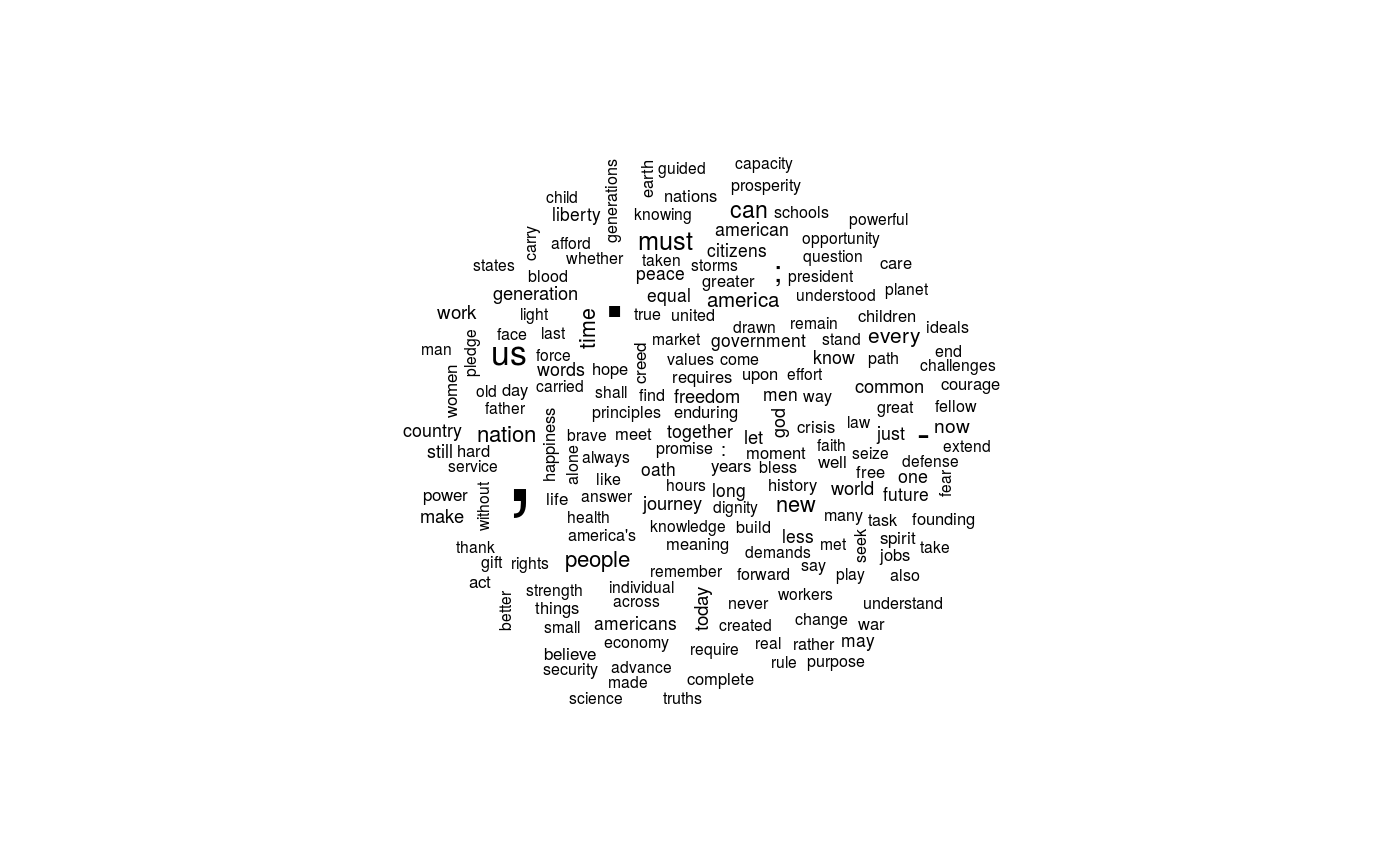 generations
earth
guided
capacity
child
nations
prosperity
liberty
knowing
can
schools
powerful
carry
afford
must
american
citizens
opportunity
whether
taken
storms
question
care
states
blood
peace
greater
;
president
generation
equal
america
understood
planet
work
light
time
.
true
united
drawn
remain
children
every
ideals
man
pledge
face
last
us
force
creed
market
government
stand
values
come
know
path
end
challenges
words
hope
requires
upon
effort
common
courage
women
old
day
carried
shall
find
freedom
men
way
father
principles
enduring
god
great
fellow
country
nation
happiness
brave
meet
together
let
crisis
law
just
-
now
still
hard
alone
always
promise
:
moment
faith
seize
extend
service
oath
years
bless
well
free
defense
power
without
,
life
answer
like
hours
long
history
world
one
future
fear
make
health
journey
dignity
new
many
task
founding
america's
knowledge
build
less
thank
meaning
demands
met
seek
spirit
jobs
take
gift
rights
people
remember
forward
say
play
also
act
better
strength
individual
across
today
never
workers
understand
things
small
americans
created
change
war
economy
require
real
rather
may
believe
security
advance
rule
purpose
made
complete
science
truths